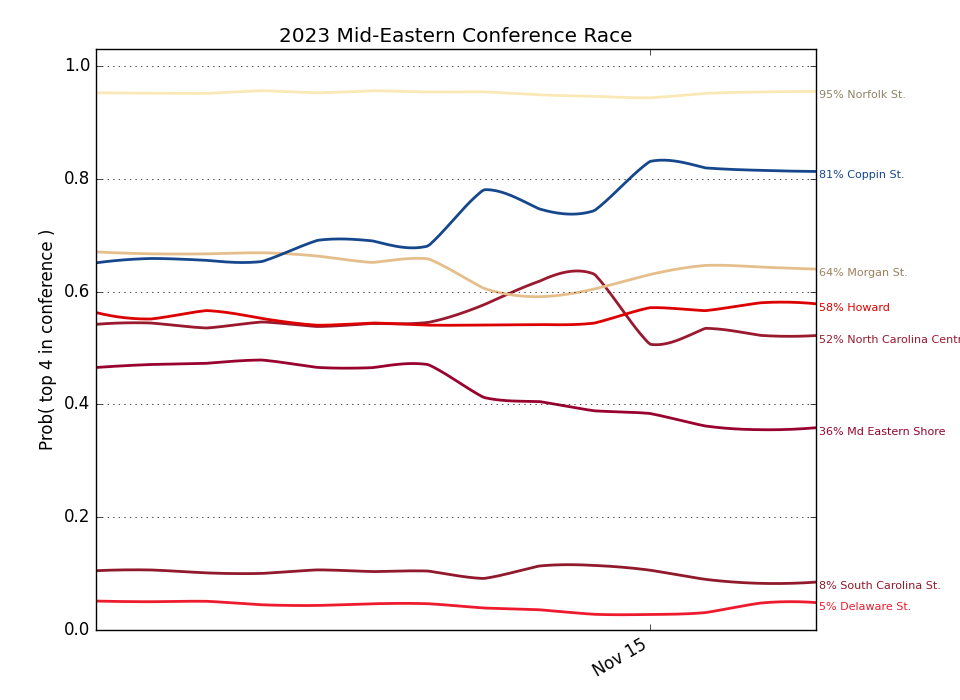 2023 Mid-Eastern Conference Race
Prob( top 4 in conference )
1.0
0.8
0.6
0.4
0.2
0.0
Nov 15
95% Norfolk St.
81% Coppin St.
64% Morgan St.
58% Howard
52% North Carolina Centr
36% Md Eastern Shore
8% South Carolina St.
5% Delaware St.